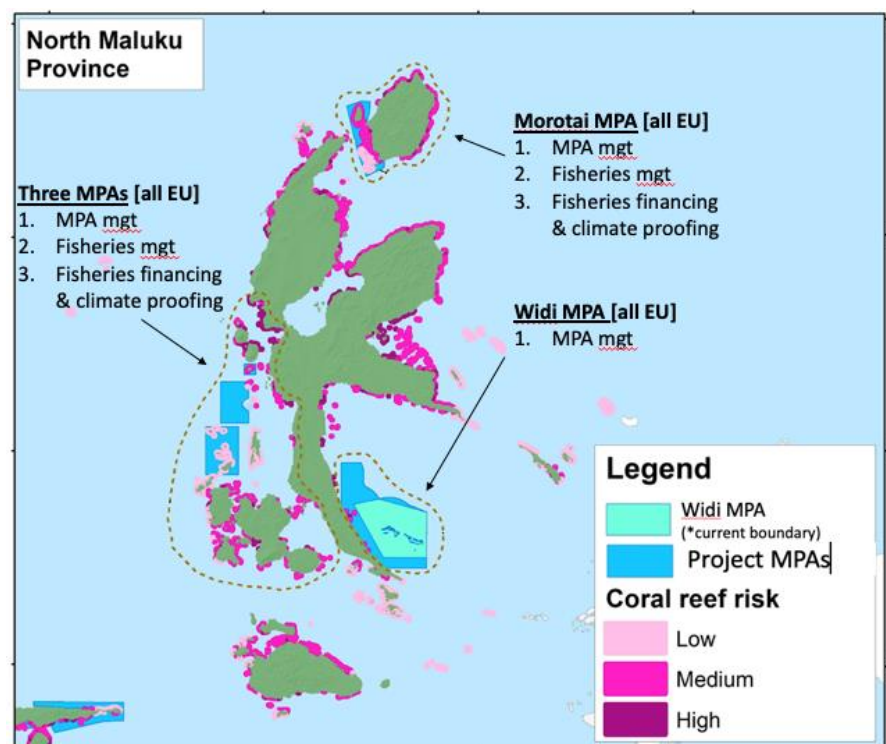 North Maluku
Province
Morotai MPA [all EU]
1. MPA mgt
2. Fisheries mgt
3. Fisheries financing
& climate proofing
Three MPAs [all EU]
1. MPA mgt
2. Fisheries mgt
3. Fisheries financing
& climate proofing
Widi MPA [all EU]
1. MPA mgt
Legend
Widi MPA
(*current boundary)
Project MPAs
Coral reef risk
Low
Medium
High